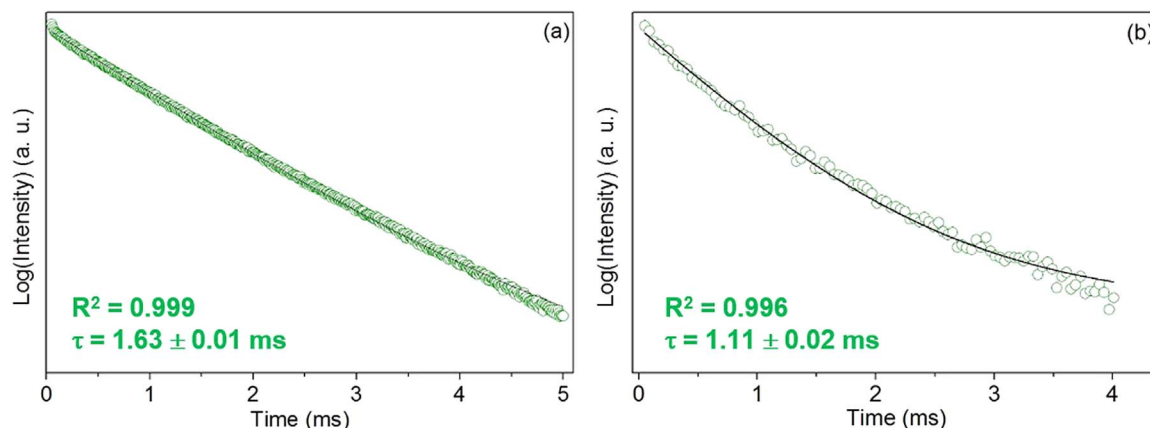 (a)
Log(Intensity) (a. u.)
R² = 0.999
τ = 1.63 ± 0.01 ms
0 1 2 3 4 5
Time (ms)
(b)
Log(Intensity) (a. u.)
R² = 0.996
τ = 1.11 ± 0.02 ms
0 1 2 3 4
Time (ms)